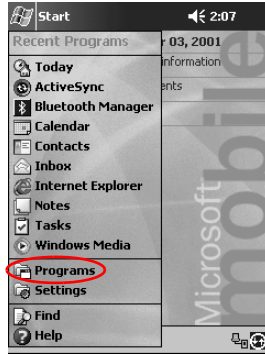 Start 2:07
Recent Programs r 03, 2001
Today information
ActiveSync ents
Bluetooth Manager
Calendar
Contacts
Inbox
Internet Explorer
Notes
Tasks
Windows Media
Programs
Settings
Find
Help
Microsoft
mobile